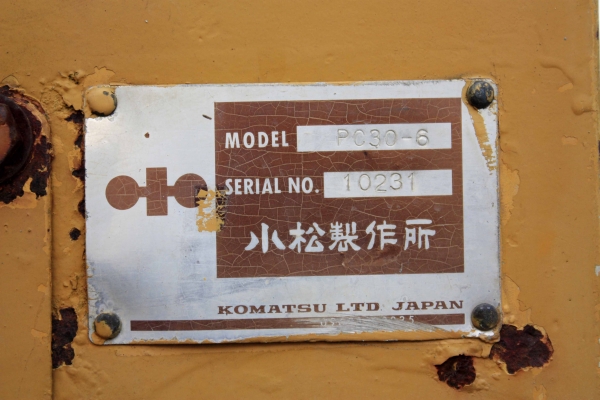 MODEL PC30-6
SERIAL NO. 10231
小松製作所
KOMATSU LTD JAPAN